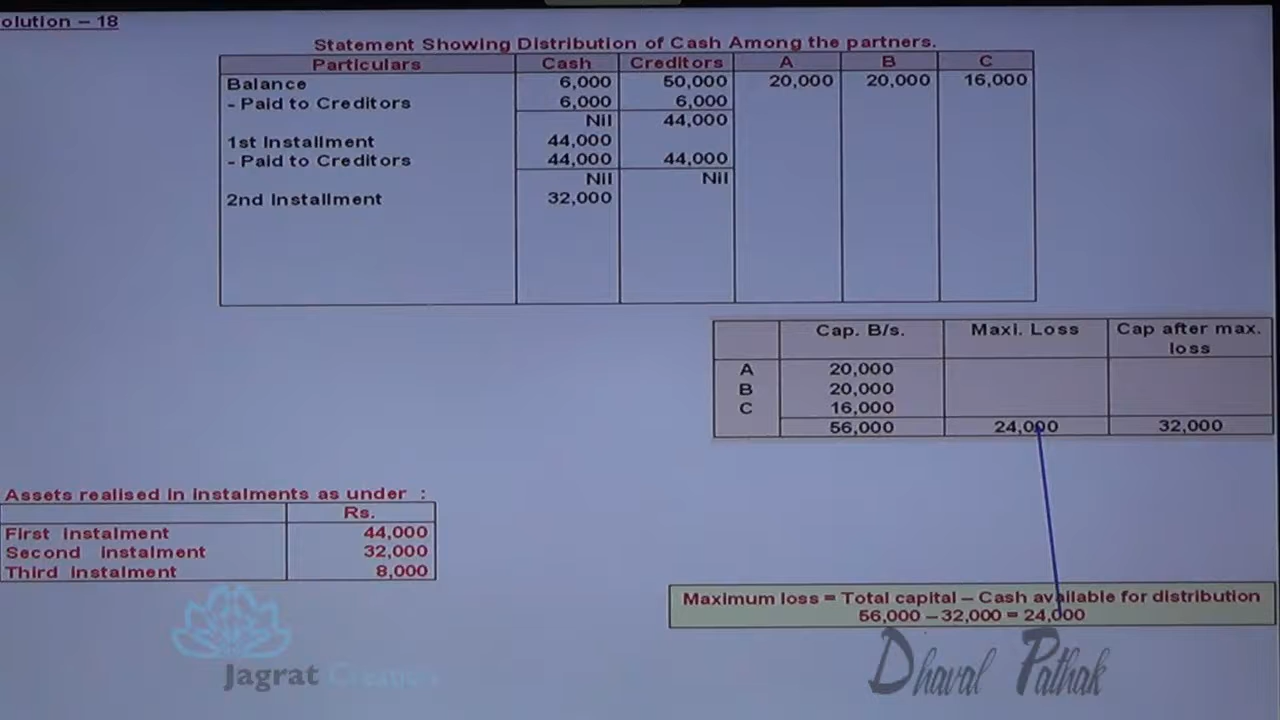 olution – 18
Statement Showing Distribution of Cash Among the partners.
Particulars Cash Creditors A B C
Balance 6,000 50,000 20,000 20,000 16,000
- Paid to Creditors 6,000 6,000
Nil 44,000
1st Installment 44,000
- Paid to Creditors 44,000 44,000
Nil Nil
2nd Installment 32,000
Cap. B/s. Maxi. Loss Cap after max. loss
A 20,000
B 20,000
C 16,000
56,000 24,000 32,000
Assets realised in instalments as under :
Rs.
First instalment 44,000
Second instalment 32,000
Third instalment 8,000
Maximum loss = Total capital – Cash available for distribution
56,000 – 32,000 = 24,000
Jagrat Creation
Dhaval Pathak